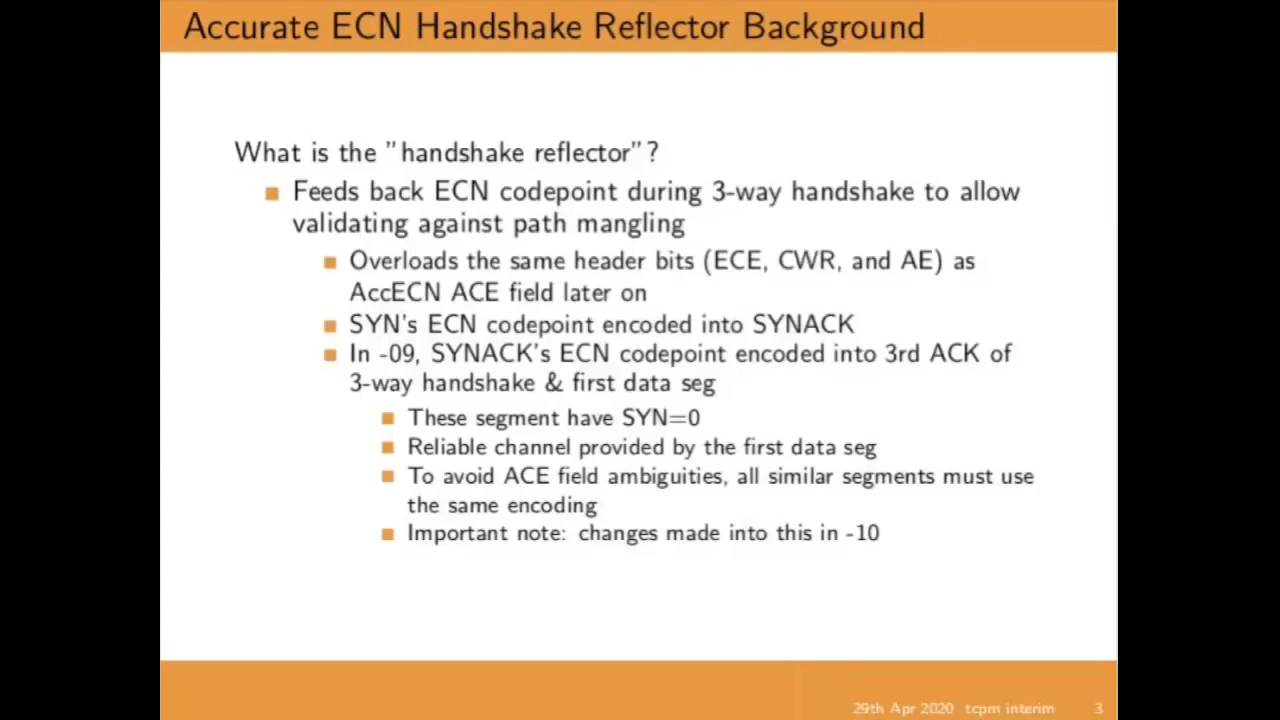 Accurate ECN Handshake Reflector Background
What is the "handshake reflector"?
Feeds back ECN codepoint during 3-way handshake to allow
validating against path mangling
Overloads the same header bits (ECE, CWR, and AE) as
AccECN ACE field later on
SYN's ECN codepoint encoded into SYNACK
In -09, SYNACK's ECN codepoint encoded into 3rd ACK of
3-way handshake & first data seg
These segment have SYN=0
Reliable channel provided by the first data seg
To avoid ACE field ambiguities, all similar segments must use
the same encoding
Important note: changes made into this in -10
29th Apr 2020 tcpm interim 3